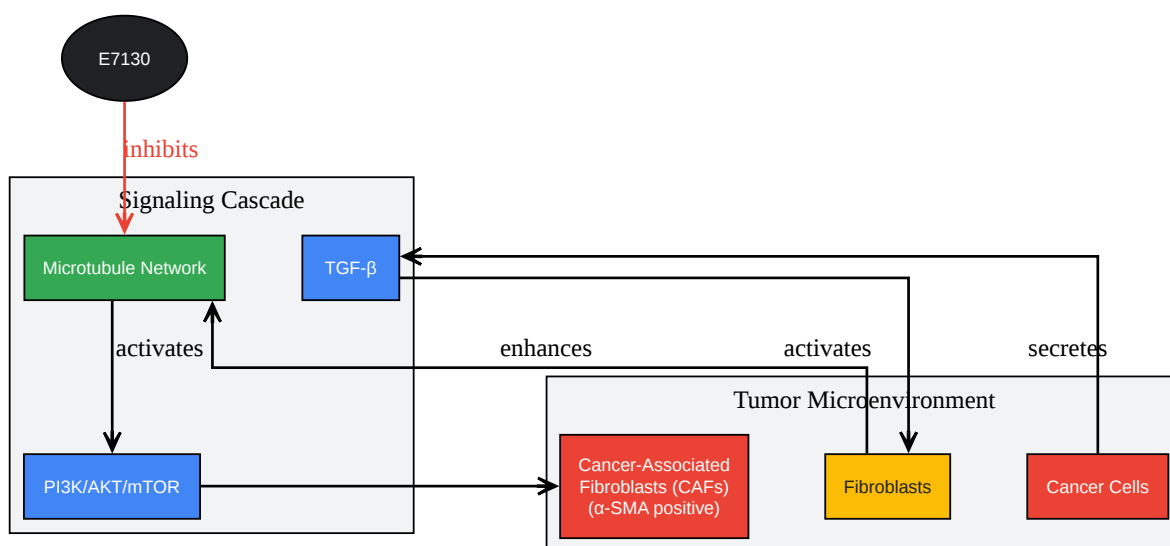 E7130
inhibits
Signaling Cascade
Microtubule Network
TGF-β
activates
enhances
activates
secretes
Tumor Microenvironment
PI3K/AKT/mTOR
Cancer-Associated
Fibroblasts (CAFs)
(α-SMA positive)
Fibroblasts
Cancer Cells